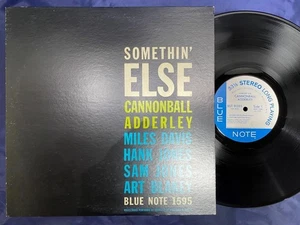 SOMETHIN'
ELSE
CANNONBALL
ADDERLEY
MILES DAVIS
HANK JONES
SAM JONES
ART BLAKEY
BLUE NOTE 1595
STEREO LONG PLAYING
BLUE
NOTE